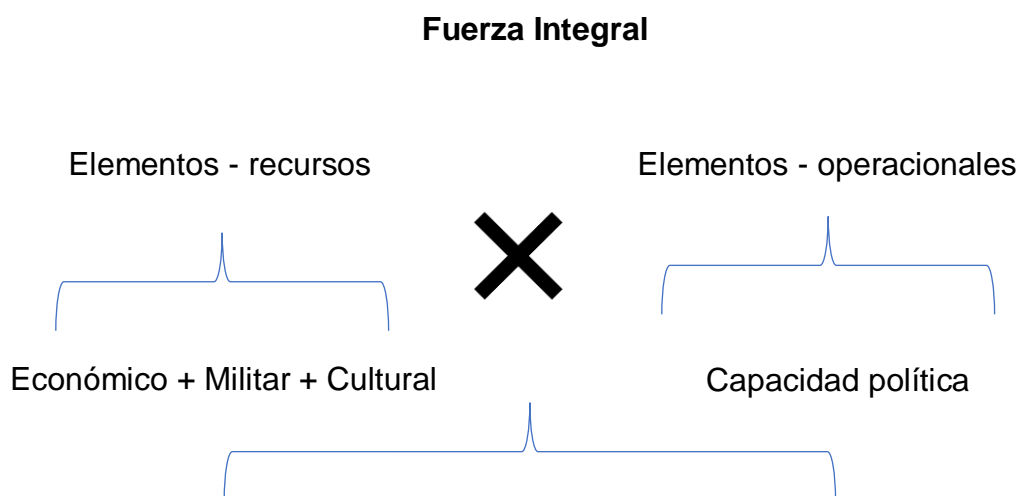 Fuerza Integral
Elementos - recursos
Elementos - operacionales
Económico + Militar + Cultural
Capacidad política